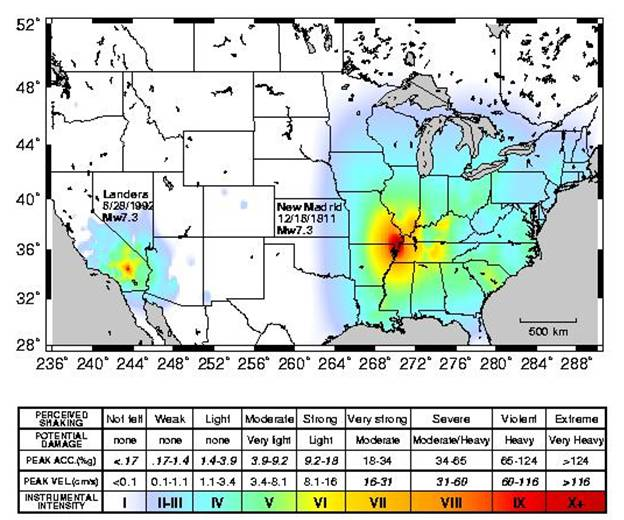 52°
48°
44°
40°
36°
32°
28°
Landers
6/28/1992
Mw7.3
New Madrid
12/16/1811
Mw7.3
500 km
236° 240° 244° 248° 252° 256° 260° 264° 268° 272° 276° 280° 284° 288°
PERCEIVED SHAKING Not felt Weak Light Moderate Strong Very strong Severe Violent Extreme
POTENTIAL DAMAGE none none none Very light Light Moderate Moderate/Heavy Heavy Very Heavy
PEAK ACC.(%g) <.17 .17-1.4 1.4-3.9 3.9-9.2 9.2-18 18-34 34-65 65-124 >124
PEAK VEL.(cm/s) <0.1 0.1-1.1 1.1-3.4 3.4-8.1 8.1-16 16-31 31-60 60-116 >116
INSTRUMENTAL INTENSITY I II-III IV V VI VII VIII IX X+